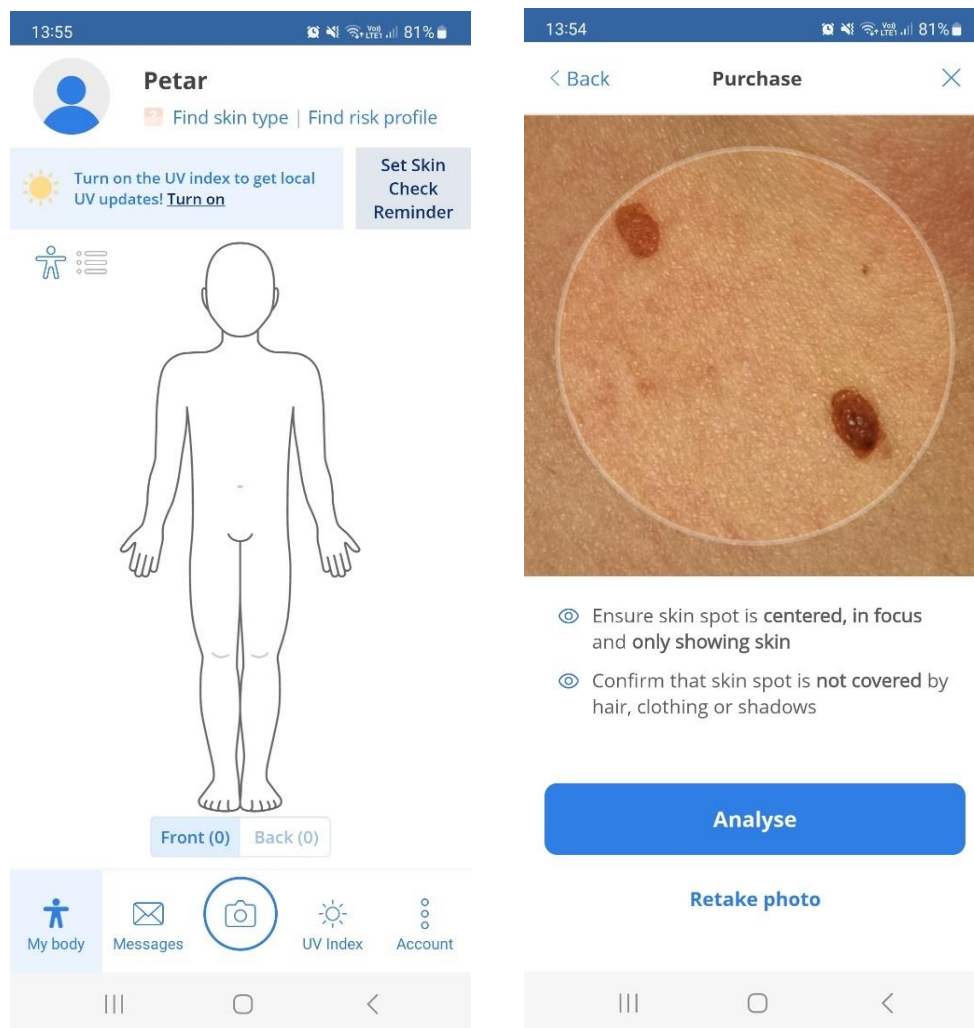 13:55
81%
Petar
Find skin type | Find risk profile
Turn on the UV index to get local
UV updates! Turn on
Set Skin
Check
Reminder
Front (0)
Back (0)
My body
Messages
UV Index
Account
13:54
81%
< Back
Purchase
Ensure skin spot is centered, in focus
and only showing skin
Confirm that skin spot is not covered by
hair, clothing or shadows
Analyse
Retake photo